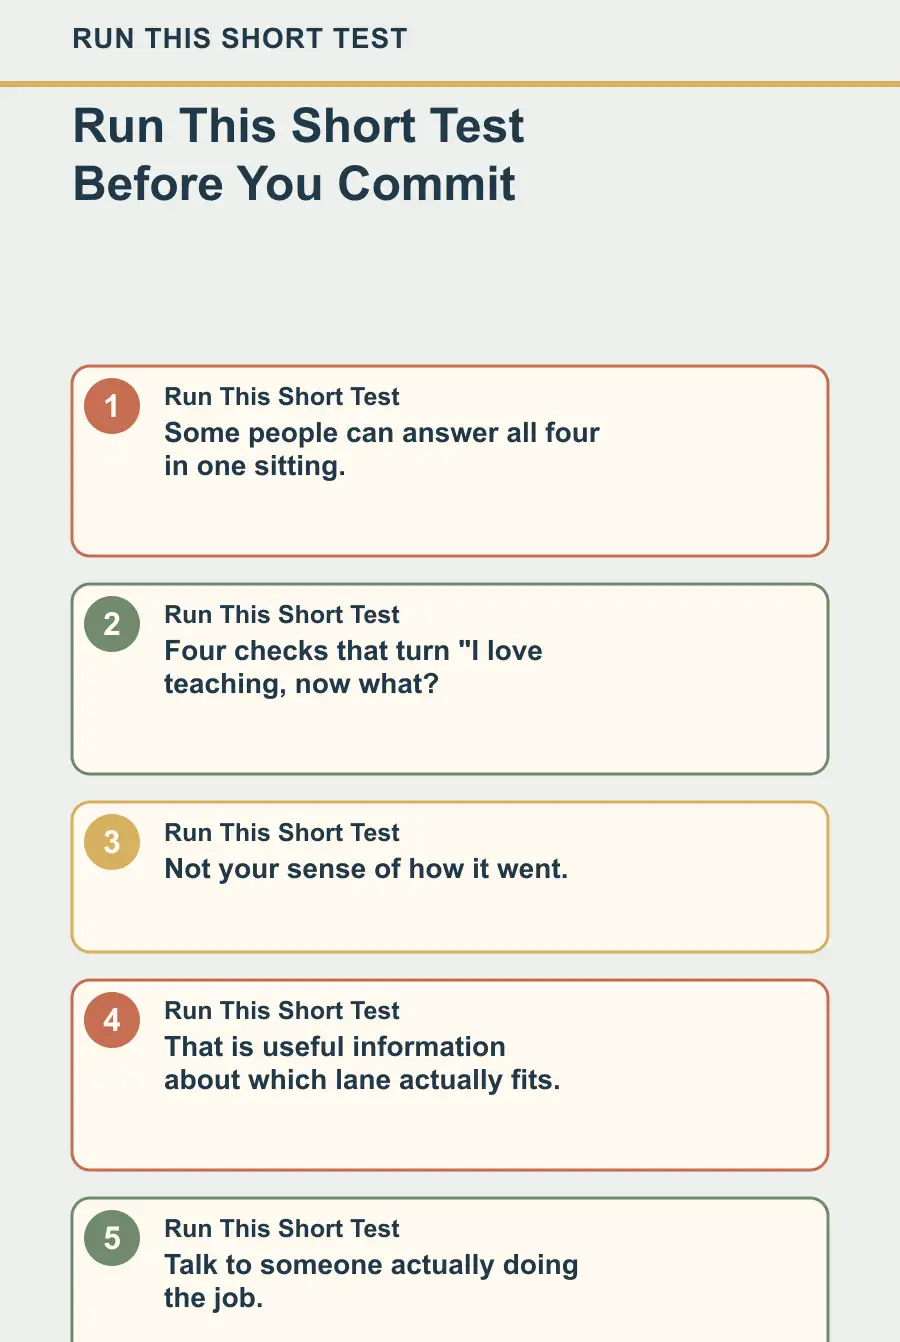 RUN THIS SHORT TEST
Run This Short Test
Before You Commit
1
Run This Short Test
Some people can answer all four
in one sitting.
2
Run This Short Test
Four checks that turn "I love
teaching, now what?
3
Run This Short Test
Not your sense of how it went.
4
Run This Short Test
That is useful information
about which lane actually fits.
5
Run This Short Test
Talk to someone actually doing
the job.